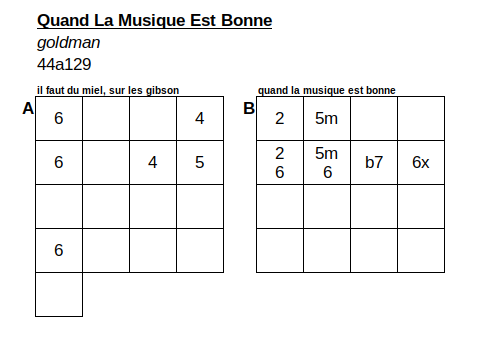 Quand La Musique Est Bonne
goldman
44a129
il faut du miel, sur les gibson
A
6 4
6 4 5
6
quand la musique est bonne
B
2 5m
2 5m b7 6x
6 6